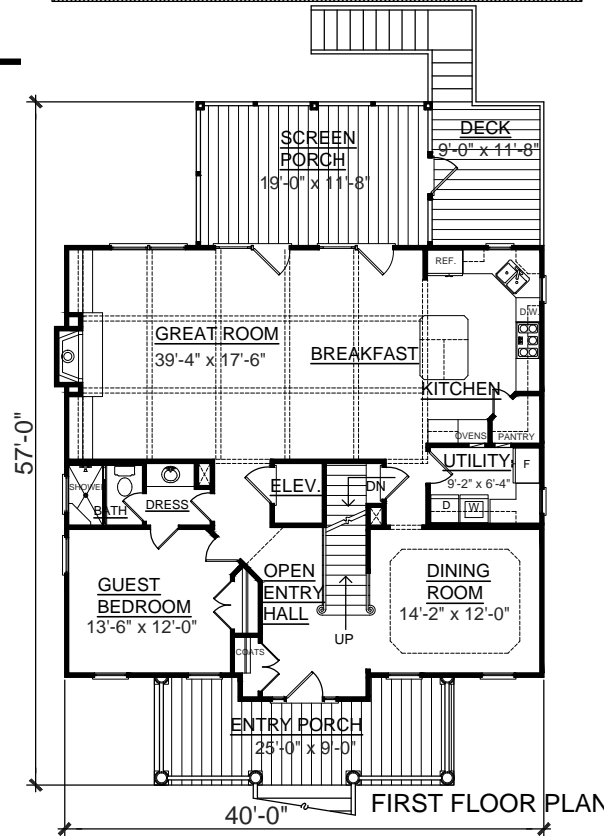 SCREEN
PORCH
19'-0" x 11'-8"
DECK
9'-0" x 11'-8"
REF.
D.W.
GREAT ROOM
39'-4" x 17'-6"
BREAKFAST
KITCHEN
OVENS
PANTRY
57'-0"
SHOWER
BATH
DRESS
ELEV.
DN
UTILITY
9'-2" x 6'-4"
F
D
W
GUEST
BEDROOM
13'-6" x 12'-0"
OPEN
ENTRY
HALL
UP
DINING
ROOM
14'-2" x 12'-0"
COATS
ENTRY PORCH
25'-0" x 9'-0"
40'-0"
FIRST FLOOR PLAN